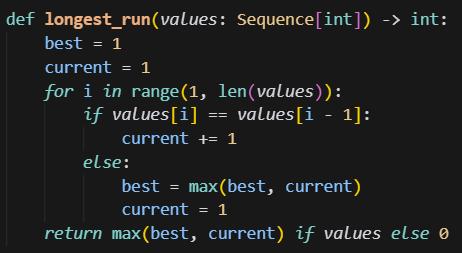 def longest_run(values: Sequence[int]) -> int:
    best = 1
    current = 1
    for i in range(1, len(values)):
        if values[i] == values[i - 1]:
            current += 1
        else:
            best = max(best, current)
            current = 1
    return max(best, current) if values else 0